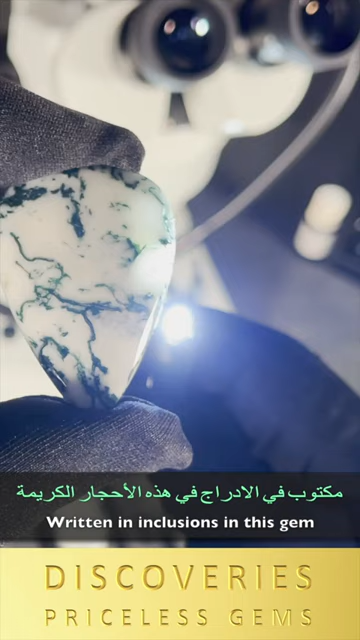 مكتوب في الادراج في هذه الأحجار الكريمة
Written in inclusions in this gem
DISCOVERIES
PRICELESS GEMS